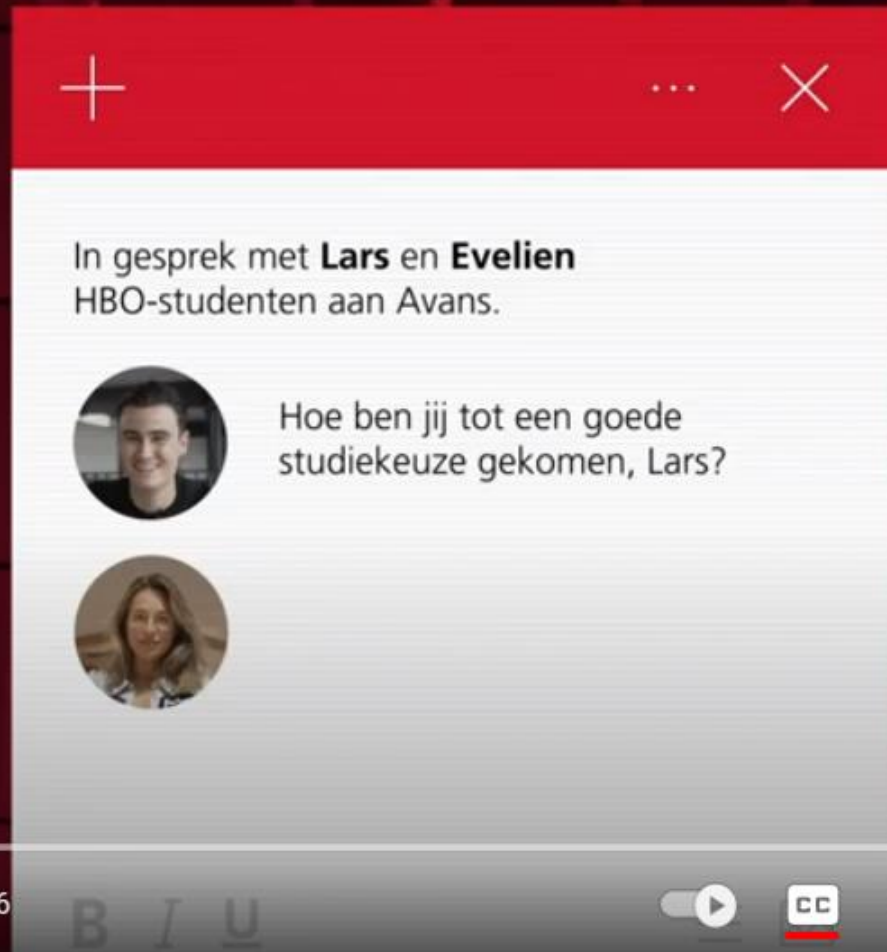 In gesprek met Lars en Evelien
HBO-studenten aan Avans.
Hoe ben jij tot een goede
studiekeuze gekomen, Lars?
6
B I U
CC